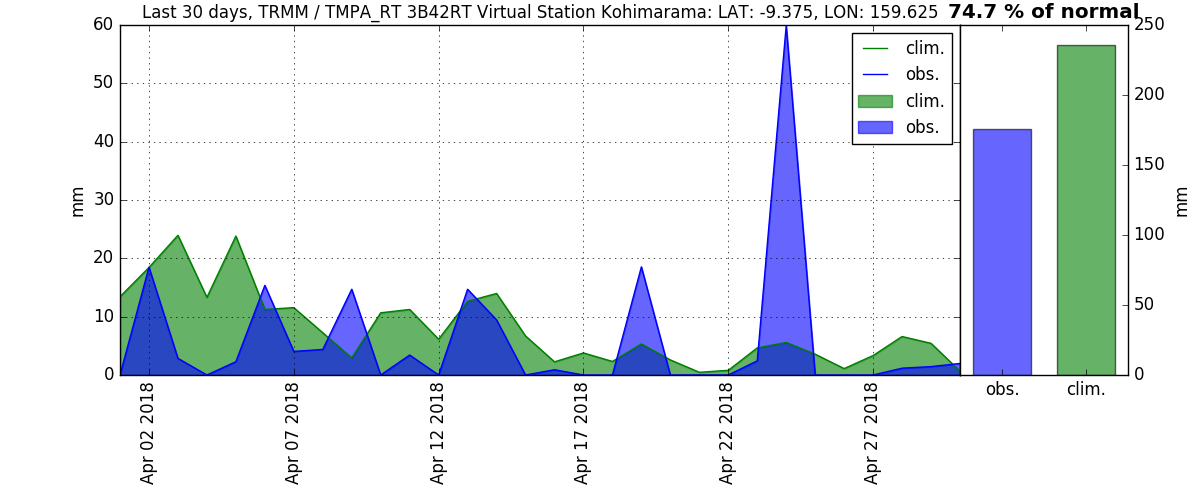 Last 30 days, TRMM / TMPA_RT 3B42RT Virtual Station Kohimarama: LAT: -9.375, LON: 159.625
74.7 % of normal
60
50
40
30
20
10
0
mm
clim.
obs.
clim.
obs.
Apr 02 2018
Apr 07 2018
Apr 12 2018
Apr 17 2018
Apr 22 2018
Apr 27 2018
250
200
150
100
50
0
mm
obs.
clim.